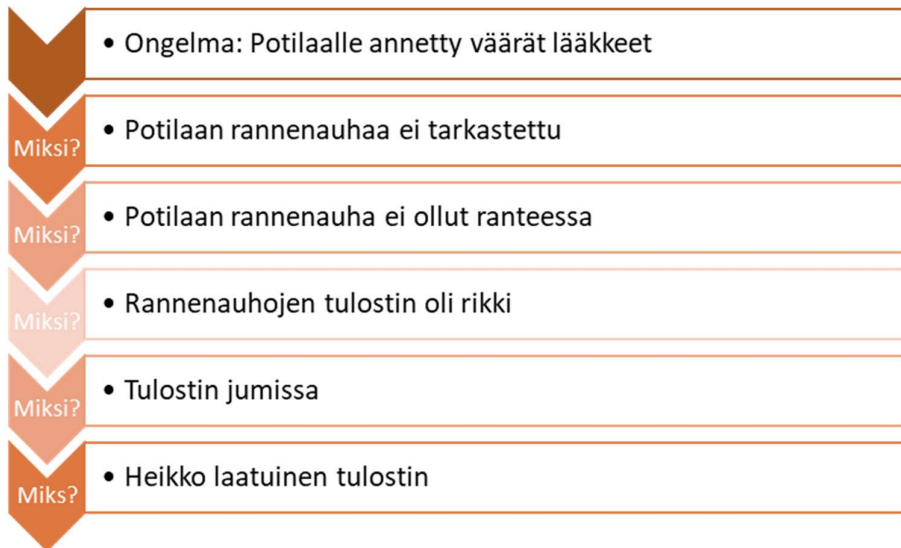 • Ongelma: Potilaalle annettu väärät lääkkeet
Miksi?
• Potilaan rannenauhaa ei tarkastettu
Miksi?
• Potilaan rannenauha ei ollut ranteessa
Miksi?
• Rannenauhojen tulostin oli rikki
Miksi?
• Tulostin jumissa
Miks?
• Heikko laatuinen tulostin